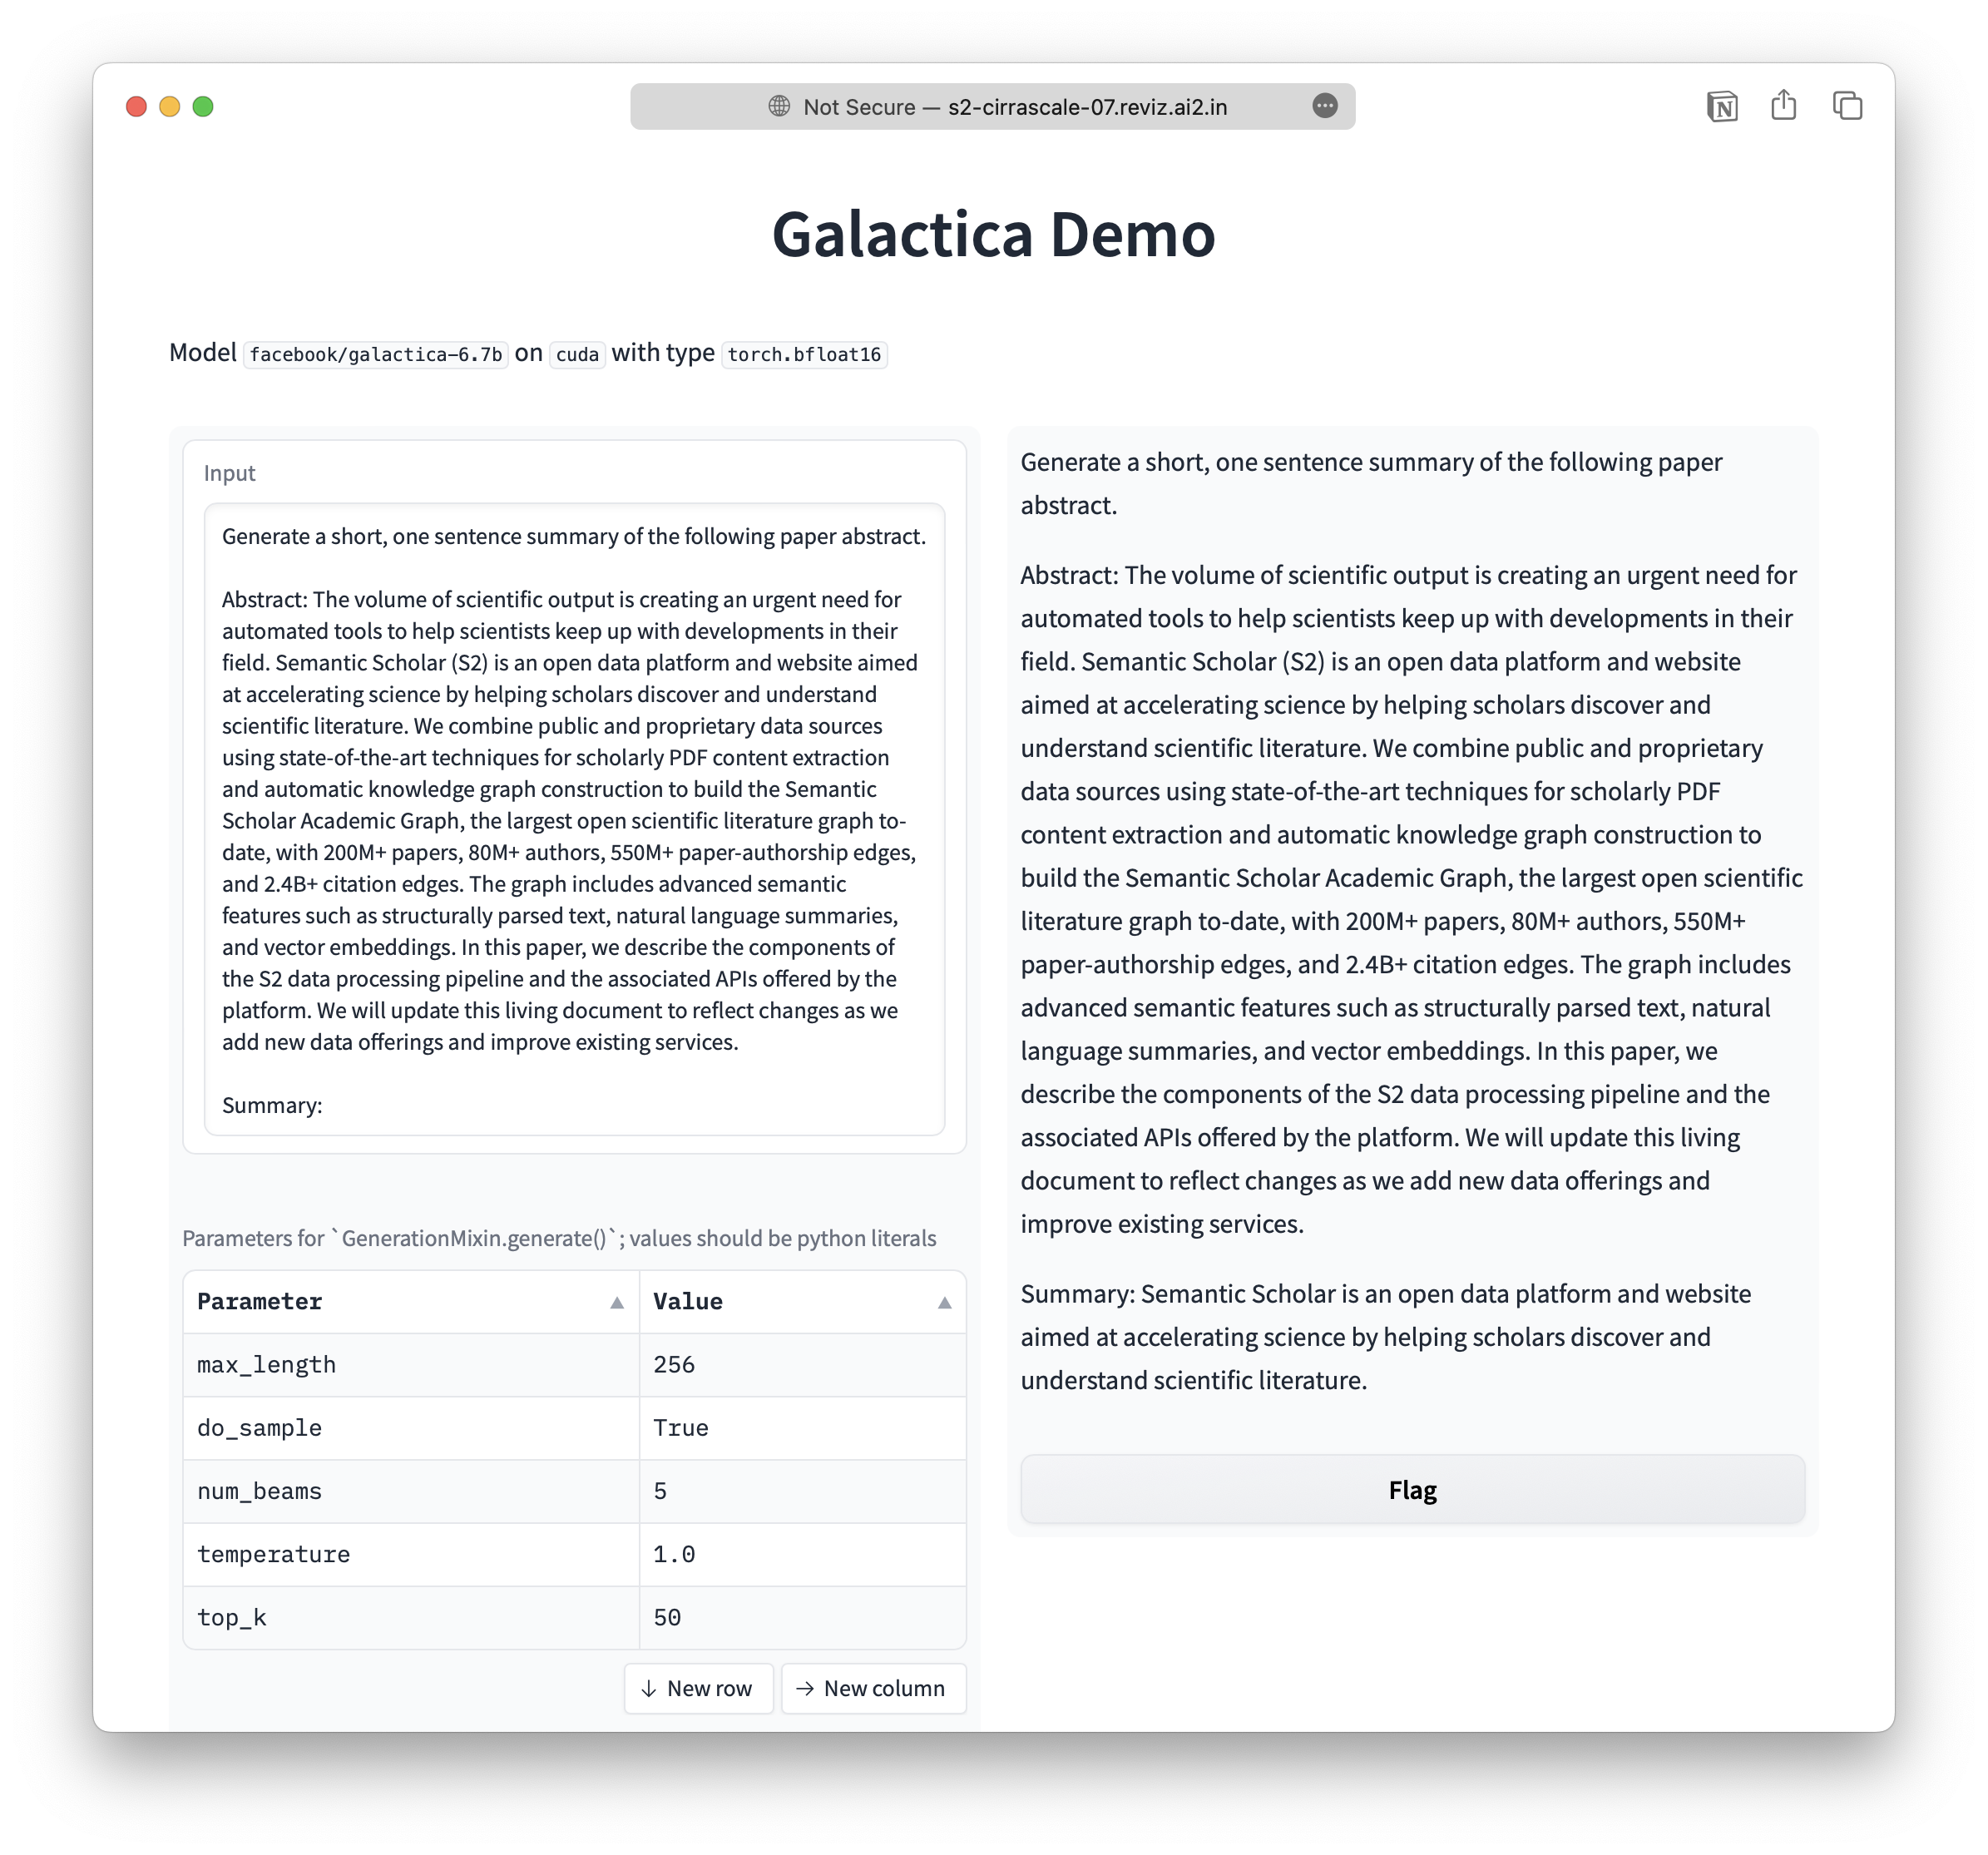 Not Secure — s2-cirrascale-07.reviz.ai2.in
Galactica Demo
Model facebook/galactica-6.7b on cuda with type torch.bfloat16
Input
Generate a short, one sentence summary of the following paper abstract.
Abstract: The volume of scientific output is creating an urgent need for
automated tools to help scientists keep up with developments in their
field. Semantic Scholar (S2) is an open data platform and website aimed
at accelerating science by helping scholars discover and understand
scientific literature. We combine public and proprietary data sources
using state-of-the-art techniques for scholarly PDF content extraction
and automatic knowledge graph construction to build the Semantic
Scholar Academic Graph, the largest open scientific literature graph to-
date, with 200M+ papers, 80M+ authors, 550M+ paper-authorship edges,
and 2.4B+ citation edges. The graph includes advanced semantic
features such as structurally parsed text, natural language summaries,
and vector embeddings. In this paper, we describe the components of
the S2 data processing pipeline and the associated APIs offered by the
platform. We will update this living document to reflect changes as we
add new data offerings and improve existing services.
Summary:
Parameters for `GenerationMixin.generate()`; values should be python literals
Parameter Value
max_length 256
do_sample True
num_beams 5
temperature 1.0
top_k 50
↓ New row → New column
Generate a short, one sentence summary of the following paper
abstract.
Abstract: The volume of scientific output is creating an urgent need for
automated tools to help scientists keep up with developments in their
field. Semantic Scholar (S2) is an open data platform and website
aimed at accelerating science by helping scholars discover and
understand scientific literature. We combine public and proprietary
data sources using state-of-the-art techniques for scholarly PDF
content extraction and automatic knowledge graph construction to
build the Semantic Scholar Academic Graph, the largest open scientific
literature graph to-date, with 200M+ papers, 80M+ authors, 550M+
paper-authorship edges, and 2.4B+ citation edges. The graph includes
advanced semantic features such as structurally parsed text, natural
language summaries, and vector embeddings. In this paper, we
describe the components of the S2 data processing pipeline and the
associated APIs offered by the platform. We will update this living
document to reflect changes as we add new data offerings and
improve existing services.
Summary: Semantic Scholar is an open data platform and website
aimed at accelerating science by helping scholars discover and
understand scientific literature.
Flag